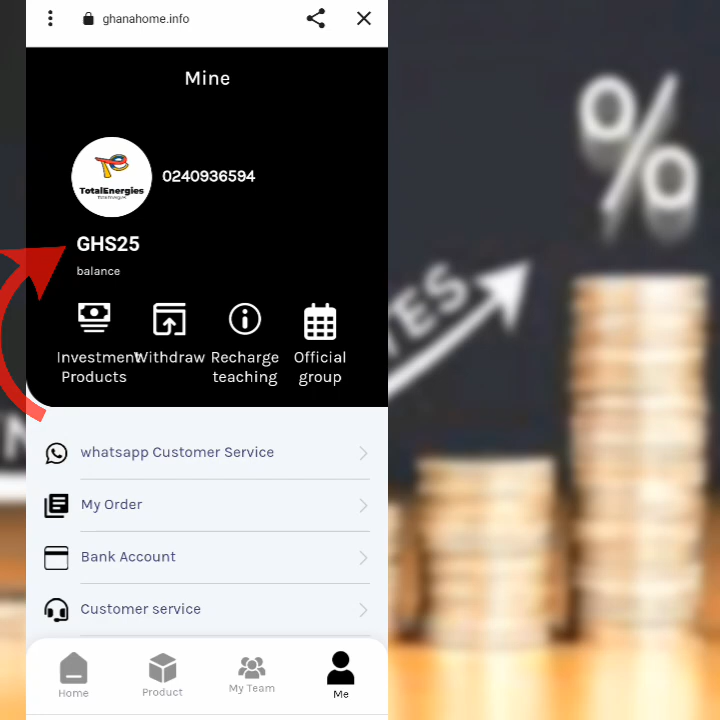 ghanahome.info
Mine
TotalEnergies
0240936594
GHS25
balance
Investment
Products
Withdraw
Recharge
teaching
Official
group
whatsapp Customer Service
My Order
Bank Account
Customer service
Home
Product
My Team
Me
%